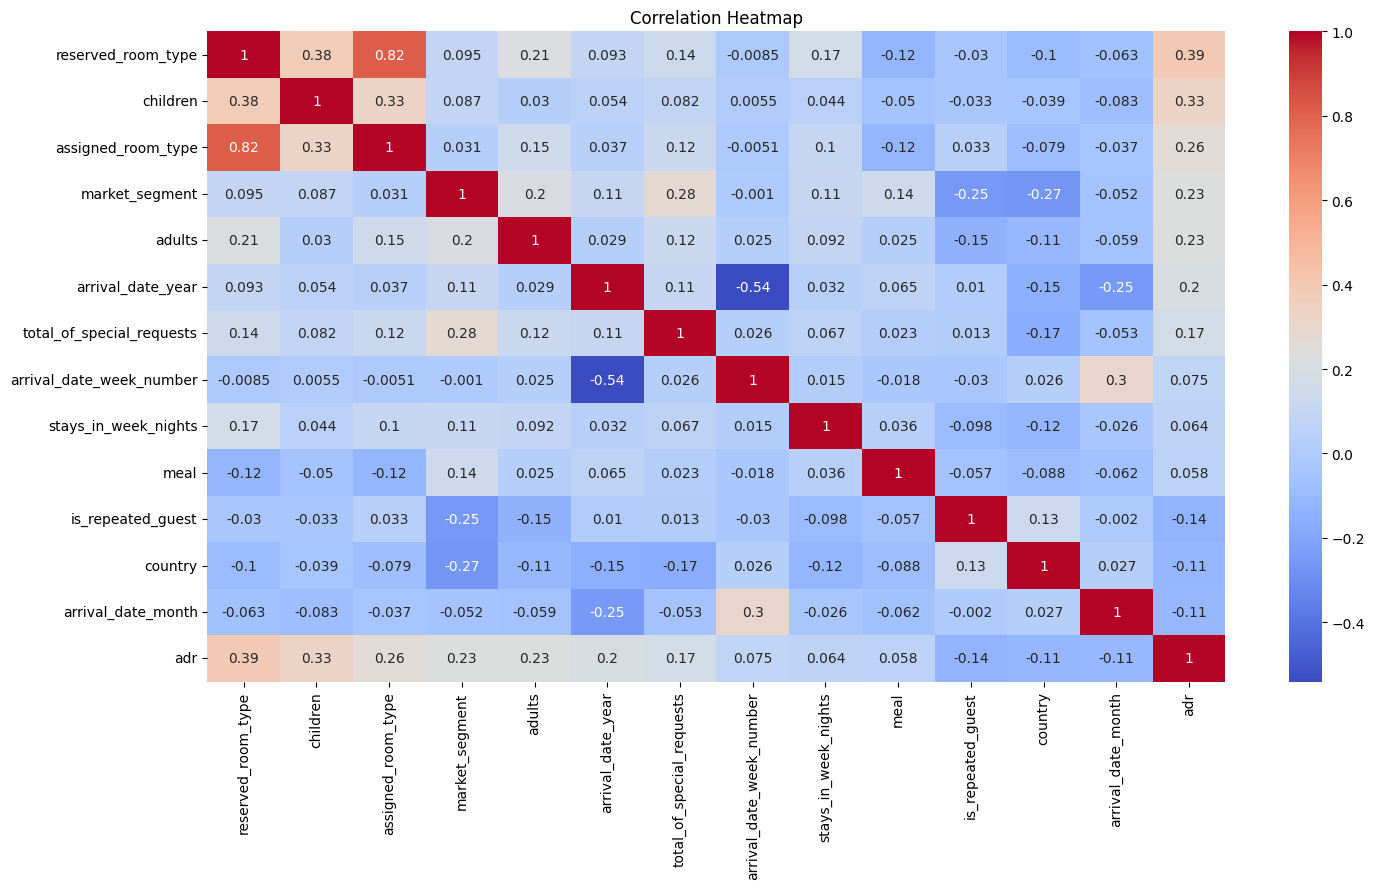 Correlation Heatmap
reserved_room_type 1 0.38 0.82 0.095 0.21 0.093 0.14 -0.0085 0.17 -0.12 -0.03 -0.1 -0.063 0.39
children 0.38 1 0.33 0.087 0.03 0.054 0.082 0.0055 0.044 -0.05 -0.033 -0.039 -0.083 0.33
assigned_room_type 0.82 0.33 1 0.031 0.15 0.037 0.12 -0.0051 0.1 -0.12 0.033 -0.079 -0.037 0.26
market_segment 0.095 0.087 0.031 1 0.2 0.11 0.28 -0.001 0.11 0.14 -0.25 -0.27 -0.052 0.23
adults 0.21 0.03 0.15 0.2 1 0.029 0.12 0.025 0.092 0.025 -0.15 -0.11 -0.059 0.23
arrival_date_year 0.093 0.054 0.037 0.11 0.029 1 0.11 -0.54 0.032 0.065 0.01 -0.15 -0.25 0.2
total_of_special_requests 0.14 0.082 0.12 0.28 0.12 0.11 1 0.026 0.067 0.023 0.013 -0.17 -0.053 0.17
arrival_date_week_number -0.0085 0.0055 -0.0051 -0.001 0.025 -0.54 0.026 1 0.015 -0.018 -0.03 0.026 0.3 0.075
stays_in_week_nights 0.17 0.044 0.1 0.11 0.092 0.032 0.067 0.015 1 0.036 -0.098 -0.12 -0.026 0.064
meal -0.12 -0.05 -0.12 0.14 0.025 0.065 0.023 -0.018 0.036 1 -0.057 -0.088 -0.062 0.058
is_repeated_guest -0.03 -0.033 0.033 -0.25 -0.15 0.01 0.013 -0.03 -0.098 -0.057 1 0.13 -0.002 -0.14
country -0.1 -0.039 -0.079 -0.27 -0.11 -0.15 -0.17 0.026 -0.12 -0.088 0.13 1 0.027 -0.11
arrival_date_month -0.063 -0.083 -0.037 -0.052 -0.059 -0.25 -0.053 0.3 -0.026 -0.062 -0.002 0.027 1 -0.11
adr 0.39 0.33 0.26 0.23 0.23 0.2 0.17 0.075 0.064 0.058 -0.14 -0.11 -0.11 1
reserved_room_type
children
assigned_room_type
market_segment
adults
arrival_date_year
total_of_special_requests
arrival_date_week_number
stays_in_week_nights
meal
is_repeated_guest
country
arrival_date_month
adr
1.0
0.8
0.6
0.4
0.2
0.0
−0.2
−0.4